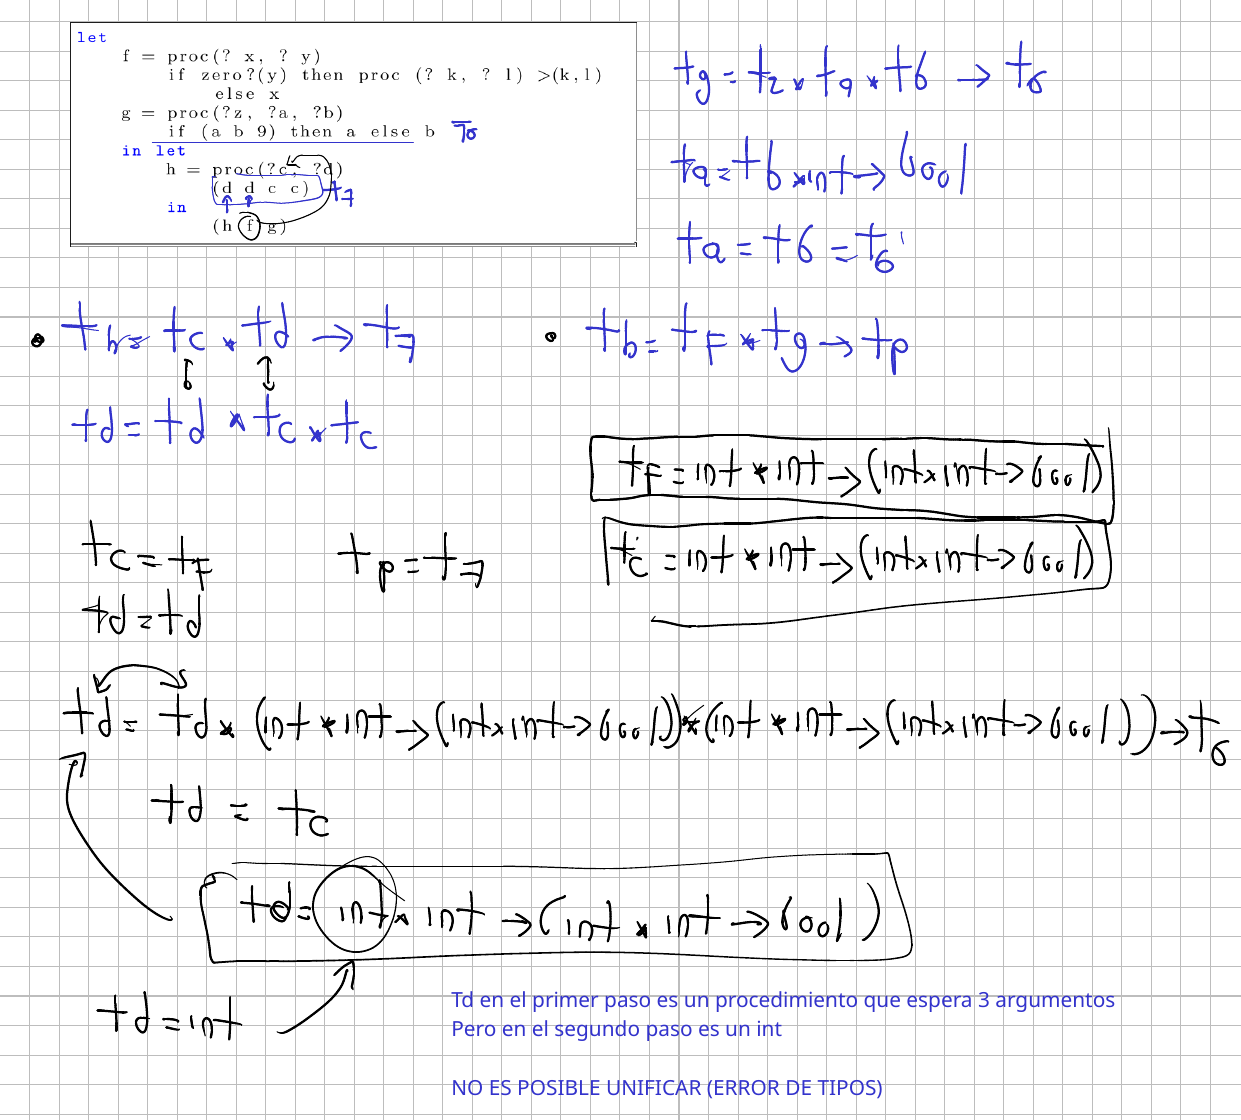 let
f = proc(? x, ? y)
if zero?(y) then proc (? k, ? l) >(k,l)
else x
g = proc(?z, ?a, ?b)
if (a b 9) then a else b T6
in let
h = proc(?c, ?d)
(d d c c) t7
in
(h f g)
tg = tz * ta * tb → t6
ta = tb * int → bool
ta = tb = t6
th = tc * td → t7
td = td * tc * tc
th = tF * tg → tp
tF = int * int → (int x int → bool)
tc = int * int → (int x int → bool)
tc = tF
td = td
tp = t7
td = td * (int * int → (int x int → bool)) * (int * int → (int x int → bool)) → t6
td = tc
td = int * int → (int * int → bool)
td = int
Td en el primer paso es un procedimiento que espera 3 argumentos
Pero en el segundo paso es un int
NO ES POSIBLE UNIFICAR (ERROR DE TIPOS)